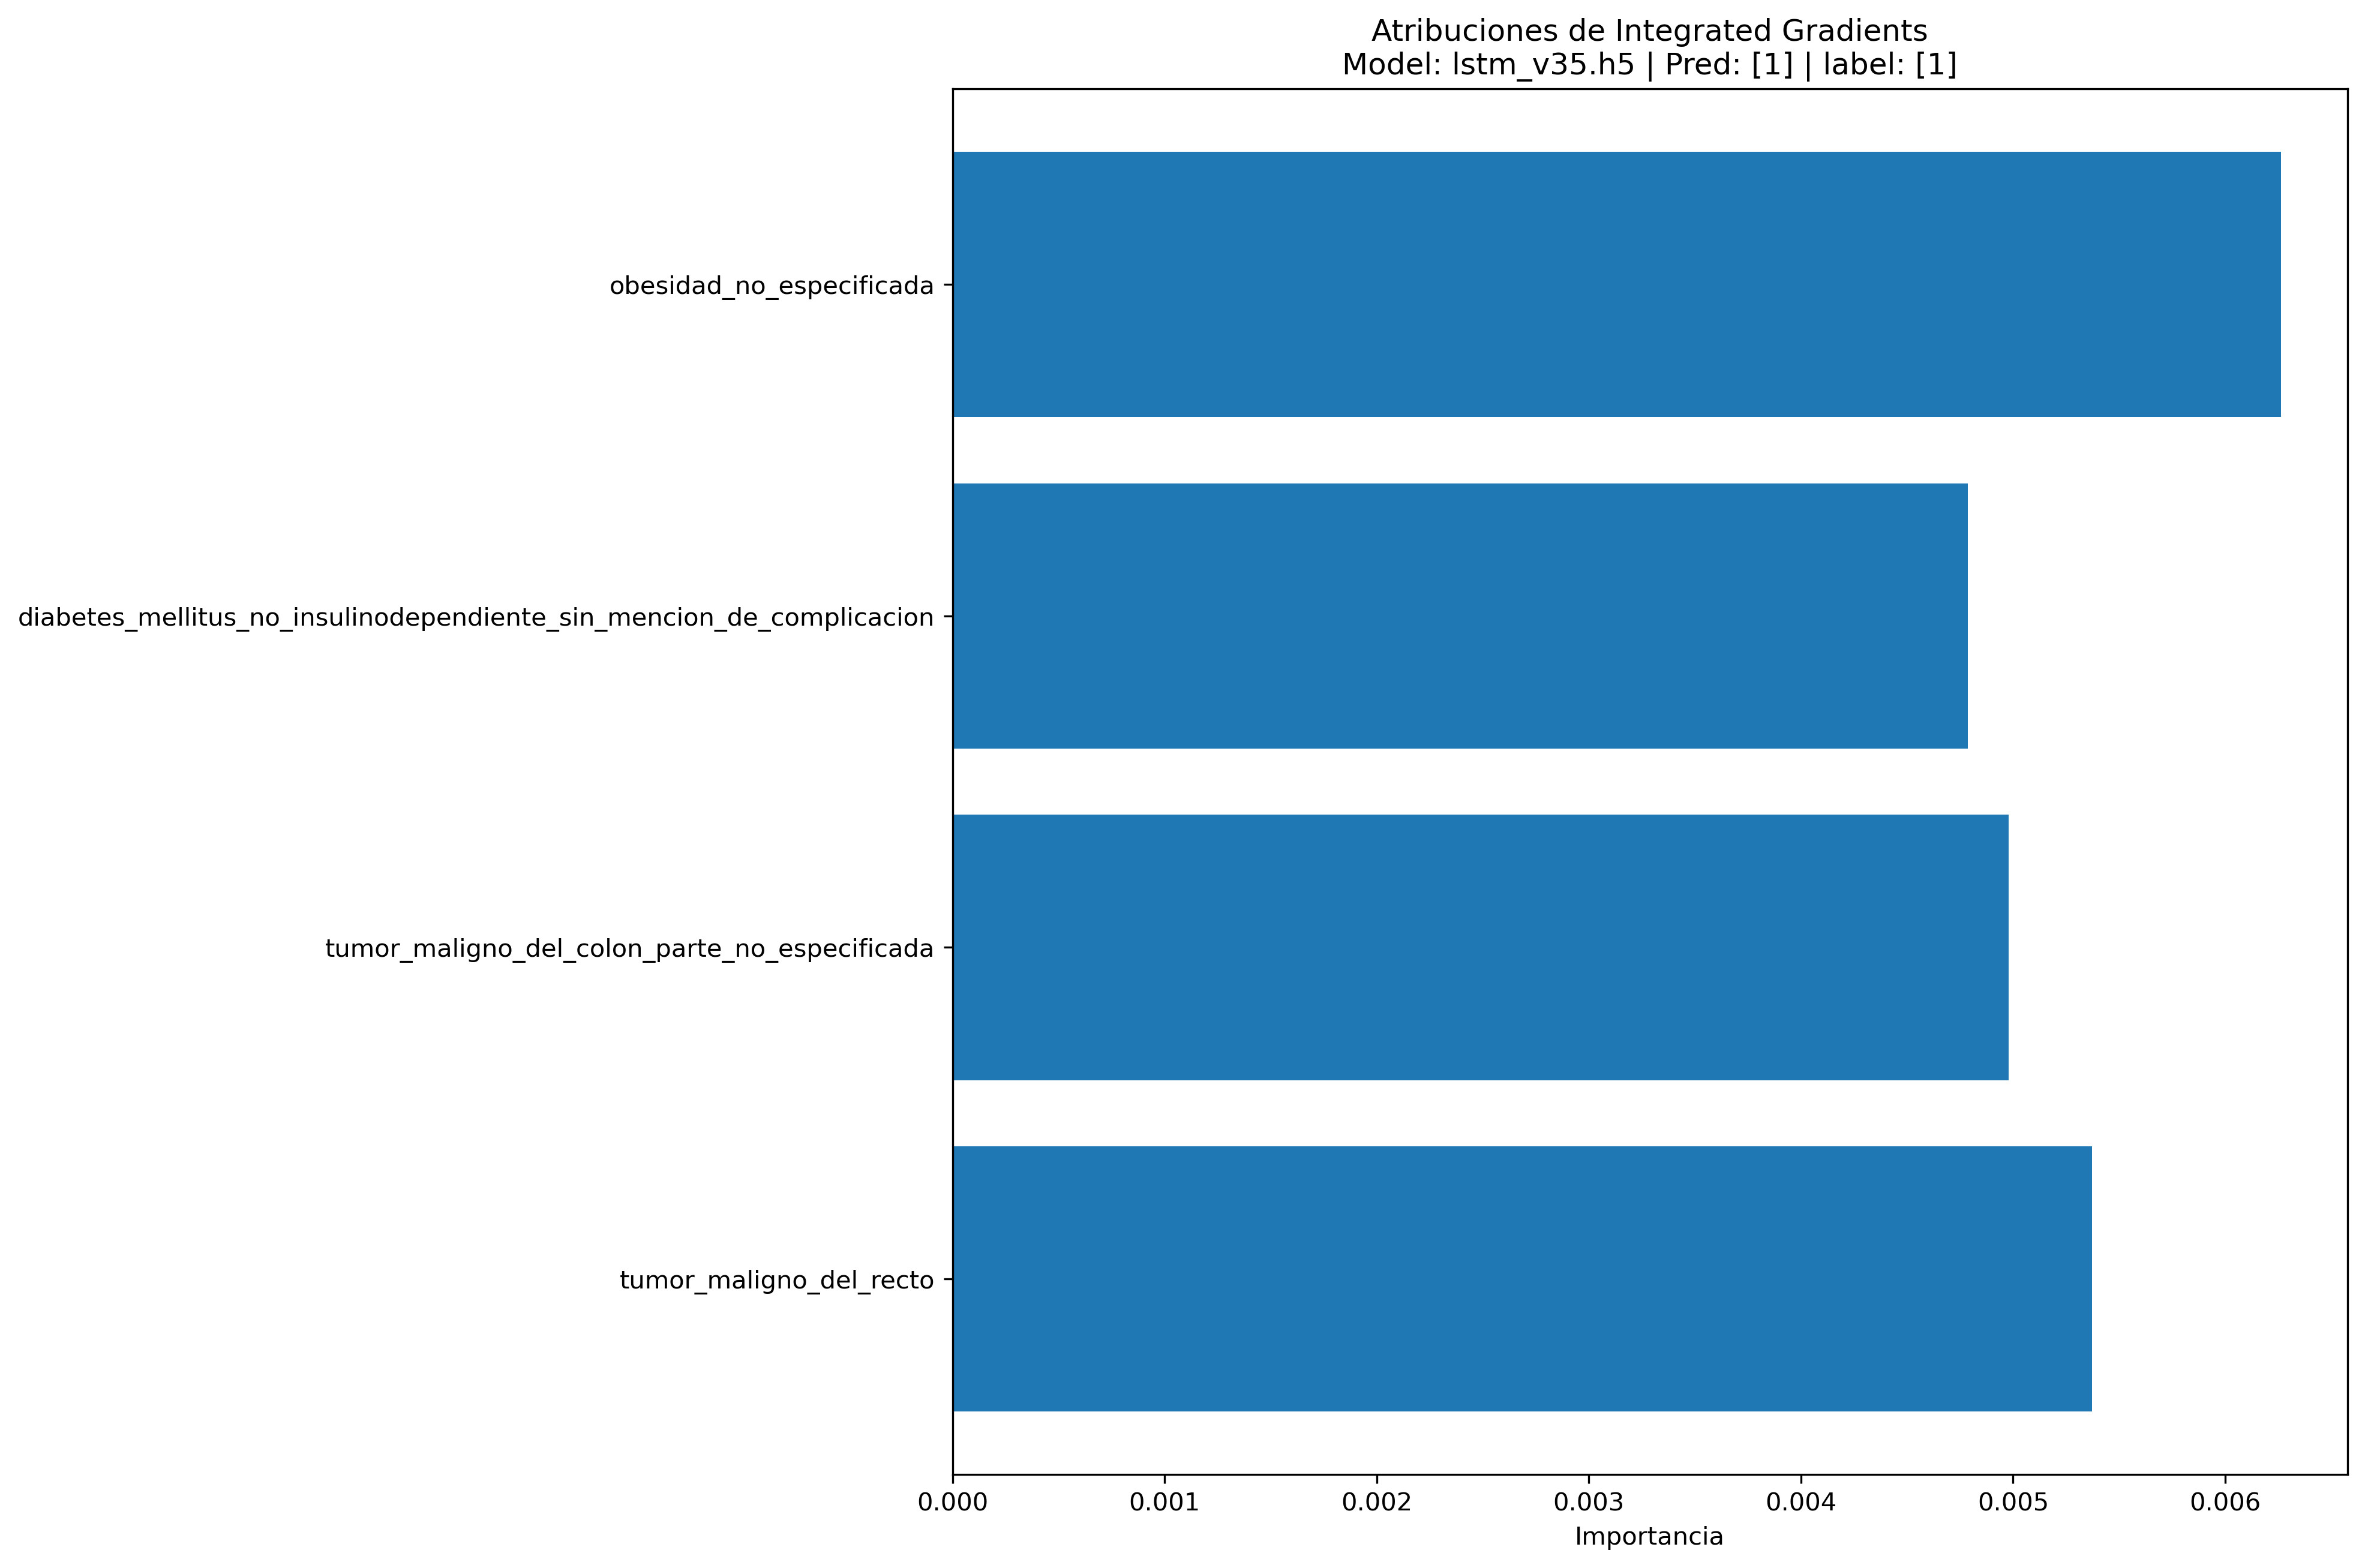 Atribuciones de Integrated Gradients
Model: lstm_v35.h5 | Pred: [1] | label: [1]
obesidad_no_especificada
diabetes_mellitus_no_insulinodependiente_sin_mencion_de_complicacion
tumor_maligno_del_colon_parte_no_especificada
tumor_maligno_del_recto
0.000 0.001 0.002 0.003 0.004 0.005 0.006
Importancia